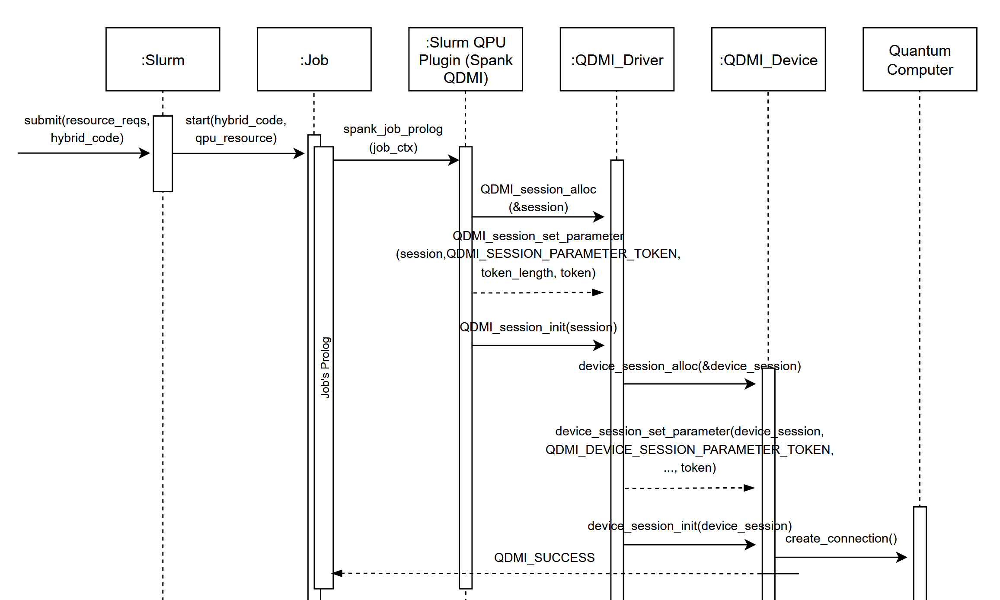 :Slurm
:Job
:Slurm QPU
Plugin (Spank
QDMI)
:QDMI_Driver
:QDMI_Device
Quantum
Computer
submit(resource_reqs,
hybrid_code)
start(hybrid_code,
qpu_resource)
spank_job_prolog
(job_ctx)
QDMI_session_alloc
(&session)
QDMI_session_set_parameter
(session,QDMI_SESSION_PARAMETER_TOKEN,
token_length, token)
QDMI_session_init(session)
Job's Prolog
device_session_alloc(&device_session)
device_session_set_parameter(device_session,
QDMI_DEVICE_SESSION_PARAMETER_TOKEN,
..., token)
device_session_init(device_session)
create_connection()
QDMI_SUCCESS